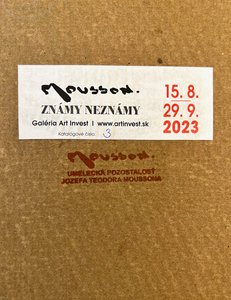 Mousson.
15. 8.
29. 9.
2023
ZNÁMY NEZNÁMY
Galéria Art Invest I www.artinvest.sk
Katalógové číslo: 3
Mousson.
UMELECKÁ POZOSTALOSŤ
JOZEFA TEODORA MOUSSONA